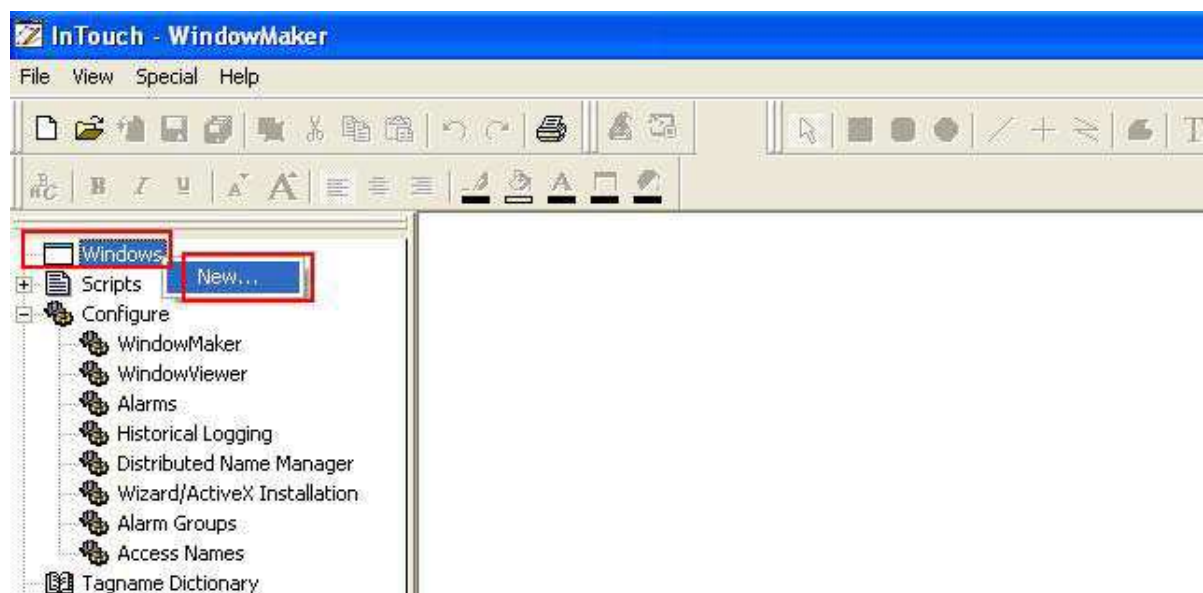 InTouch - WindowMaker
File View Special Help
T
ABC B I U A A A
Windows
New...
Scripts
Configure
WindowMaker
WindowViewer
Alarms
Historical Logging
Distributed Name Manager
Wizard/ActiveX Installation
Alarm Groups
Access Names
Tagname Dictionary